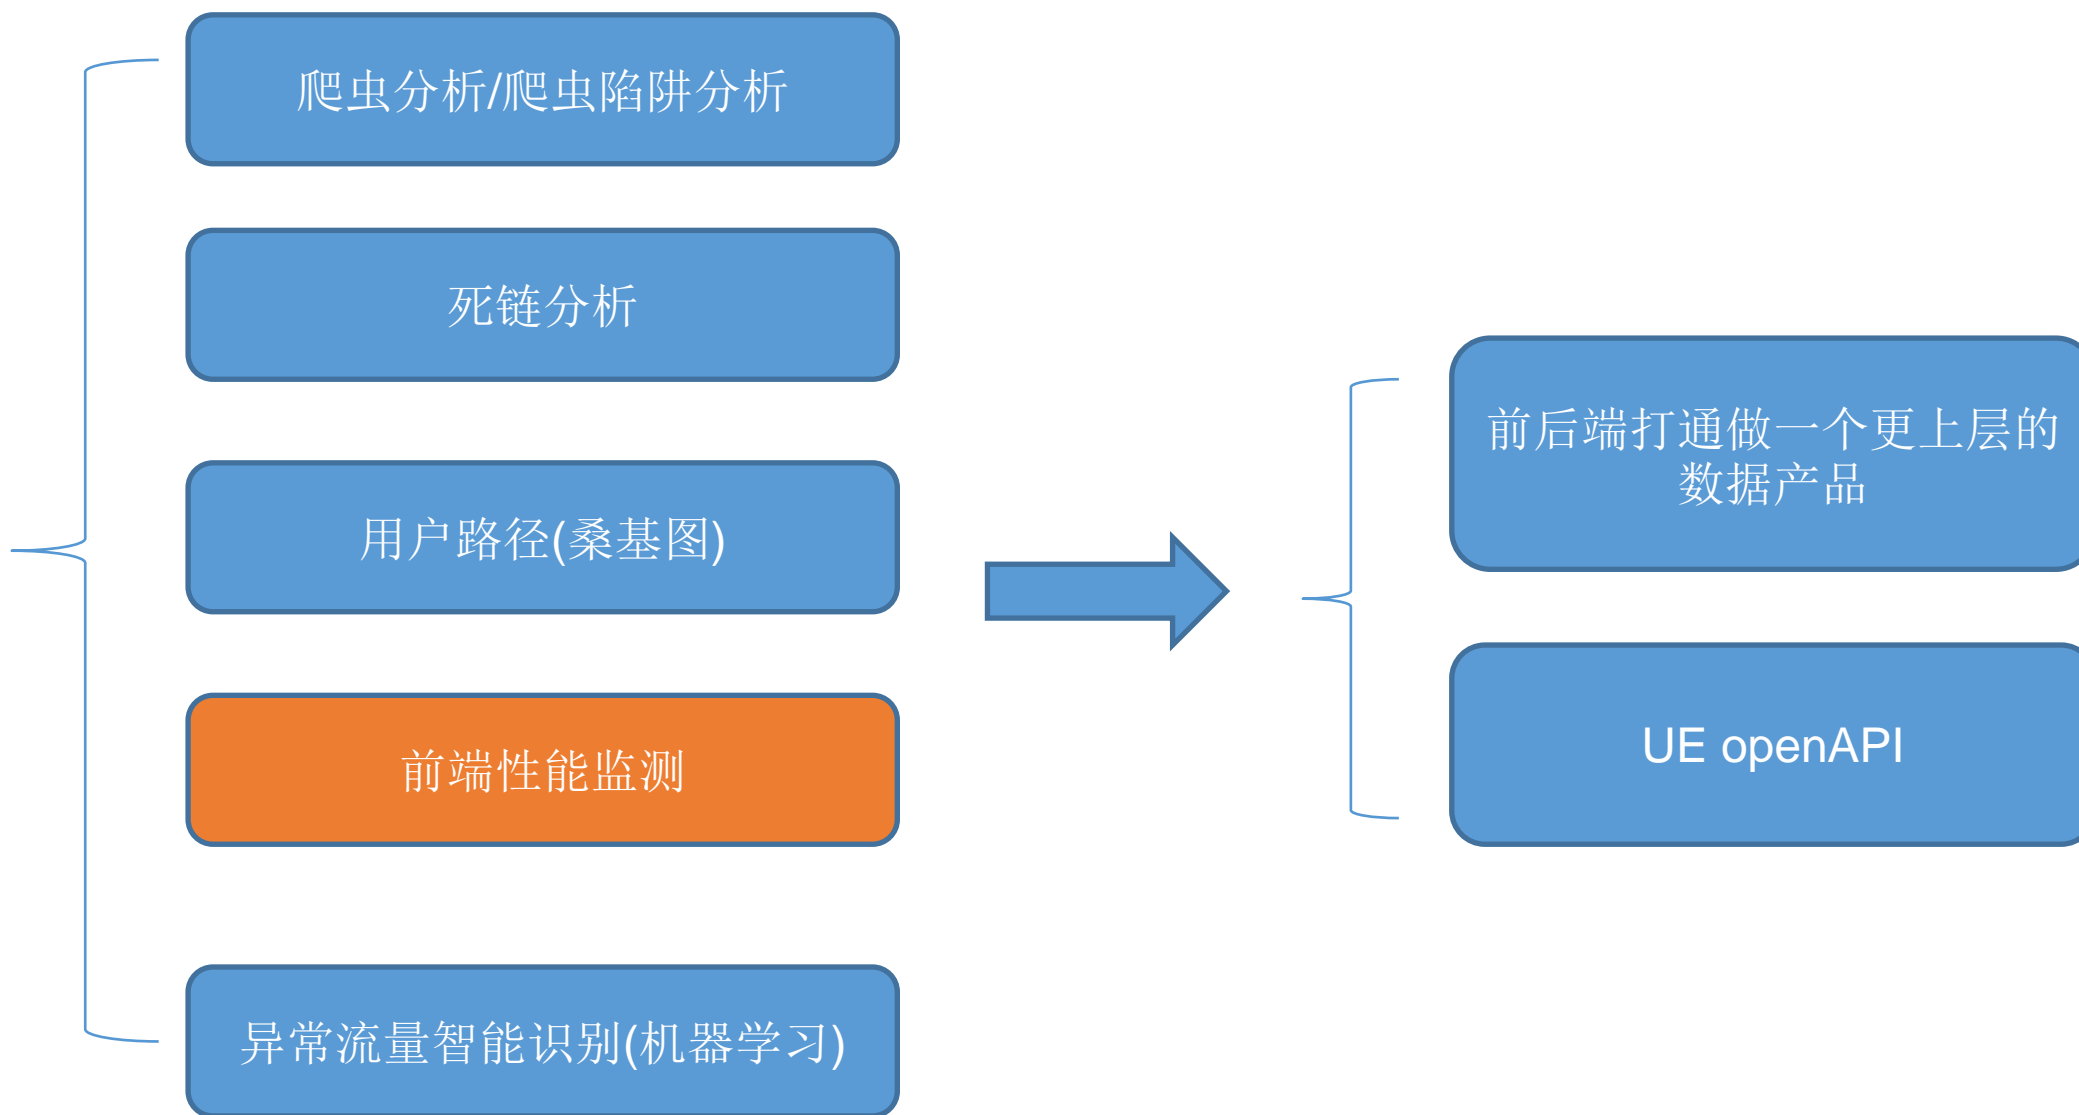 爬虫分析/爬虫陷阱分析
死链分析
用户路径(桑基图)
前端性能监测
异常流量智能识别(机器学习)
前后端打通做一个更上层的
数据产品
UE openAPI